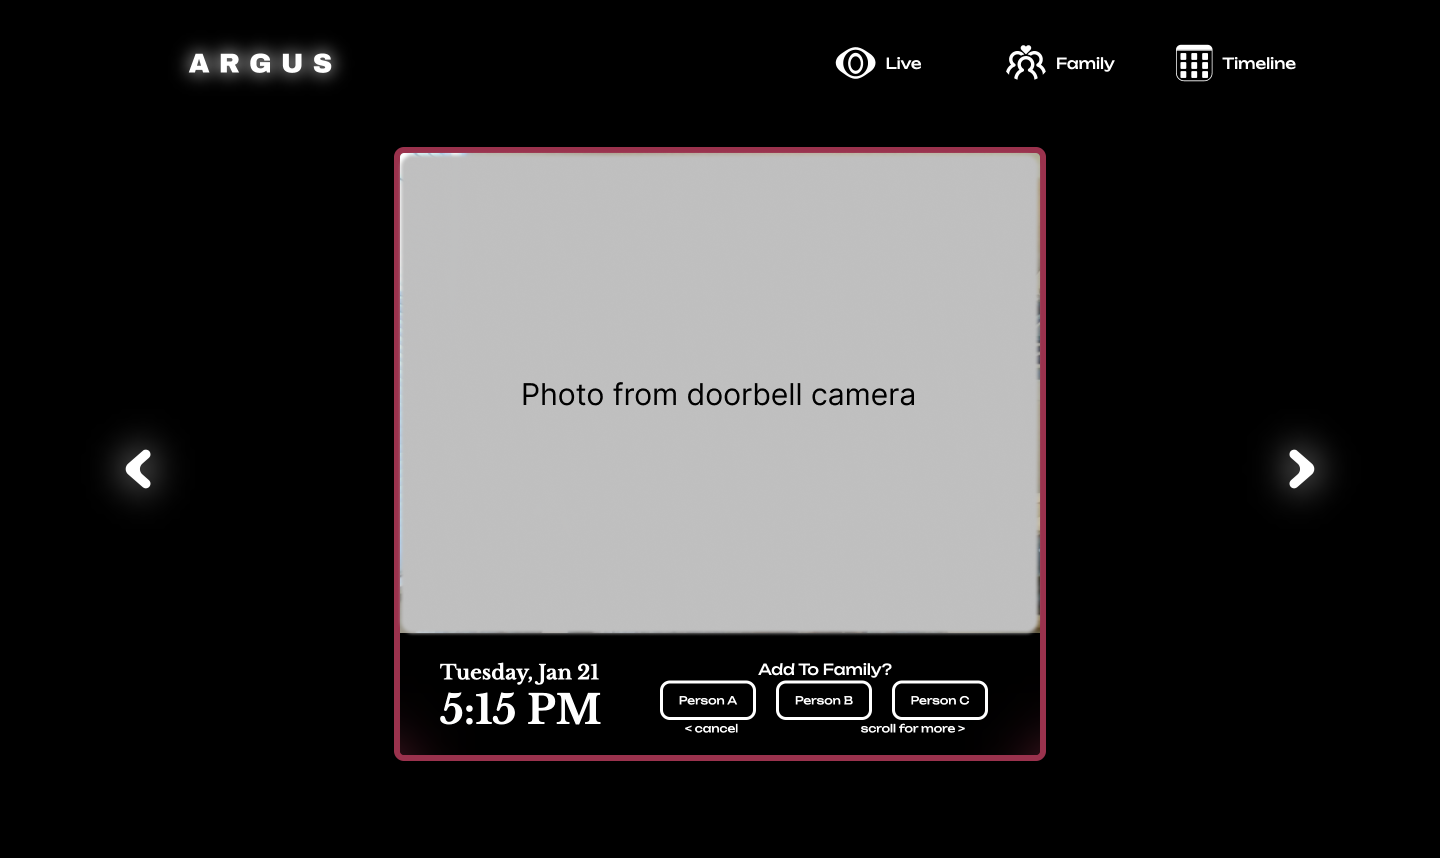 ARGUS
Live
Family
Timeline
Photo from doorbell camera
Tuesday, Jan 21
5:15 PM
Add To Family?
Person A
Person B
Person C
< cancel
scroll for more >